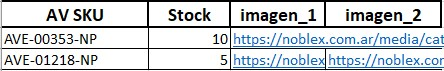 AV SKU Stock imagen_1 imagen_2
AVE-00353-NP 10 https://noblex.com.ar/media/cat
AVE-01218-NP 5 https://noblex https://noblex.co